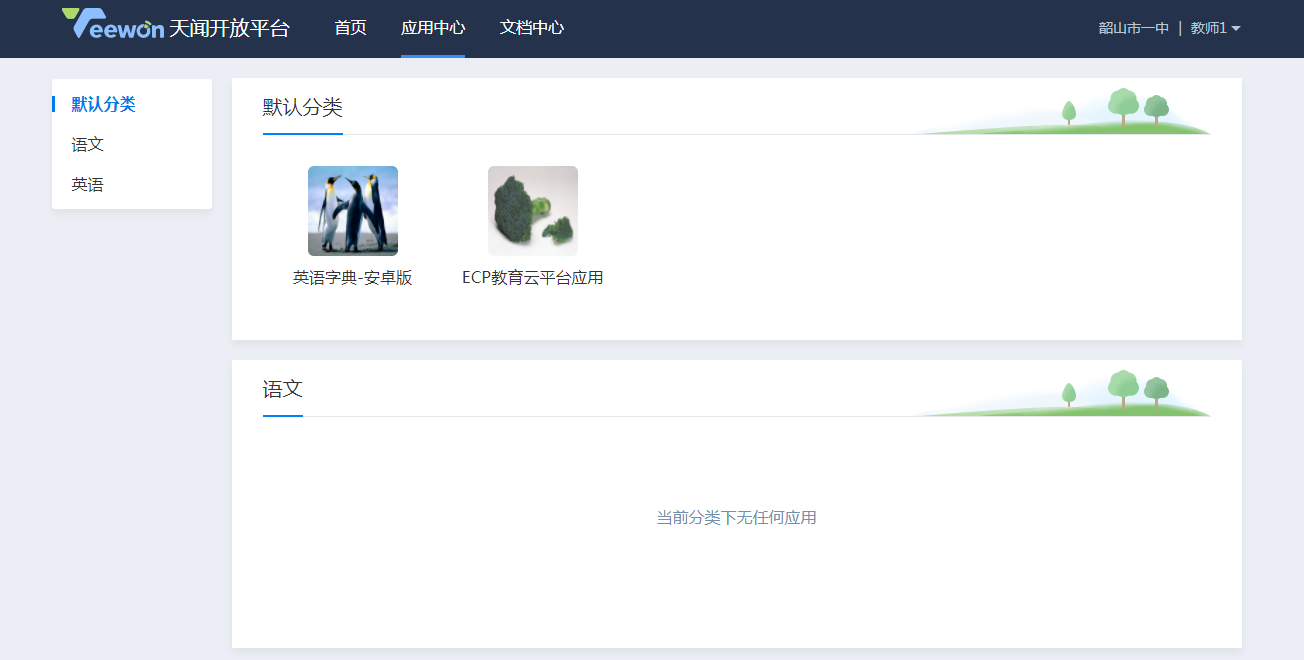 Teewon 天闻开放平台 首页 应用中心 文档中心 韶山市一中 | 教师1
默认分类
语文
英语
默认分类
英语字典-安卓版 ECP教育云平台应用
语文
当前分类下无任何应用